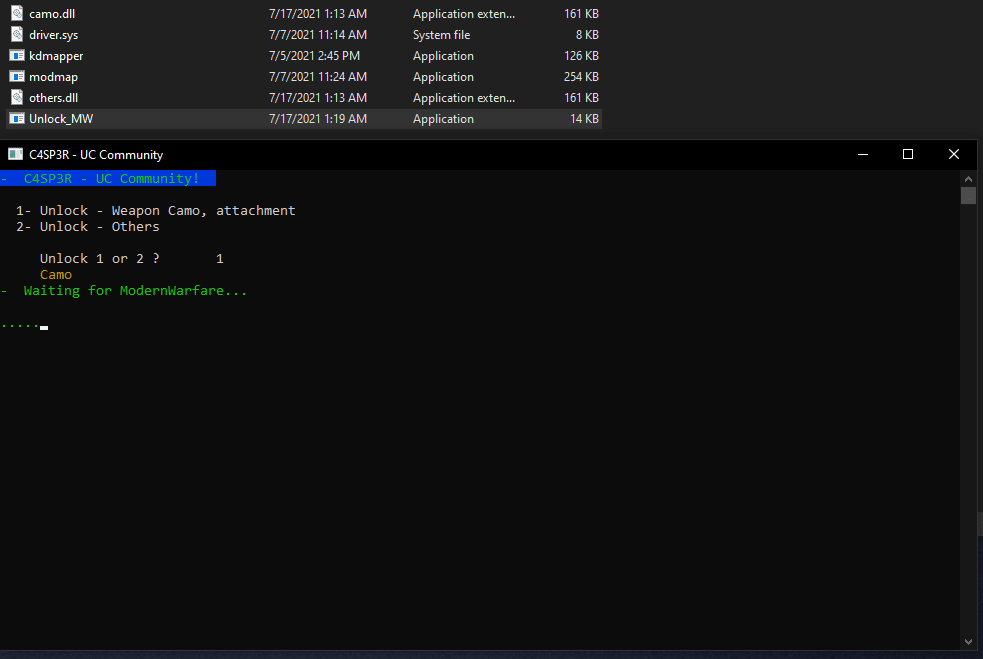 camo.dll 7/17/2021 1:13 AM Application exten... 161 KB
driver.sys 7/7/2021 11:14 AM System file 8 KB
kdmapper 7/5/2021 2:45 PM Application 126 KB
modmap 7/7/2021 11:24 AM Application 254 KB
others.dll 7/17/2021 1:13 AM Application exten... 161 KB
Unlock_MW 7/17/2021 1:19 AM Application 14 KB
C4SP3R - UC Community
- C4SP3R - UC Community!
1- Unlock - Weapon Camo, attachment
2- Unlock - Others
Unlock 1 or 2 ? 1
Camo
- Waiting for ModernWarfare...
.....